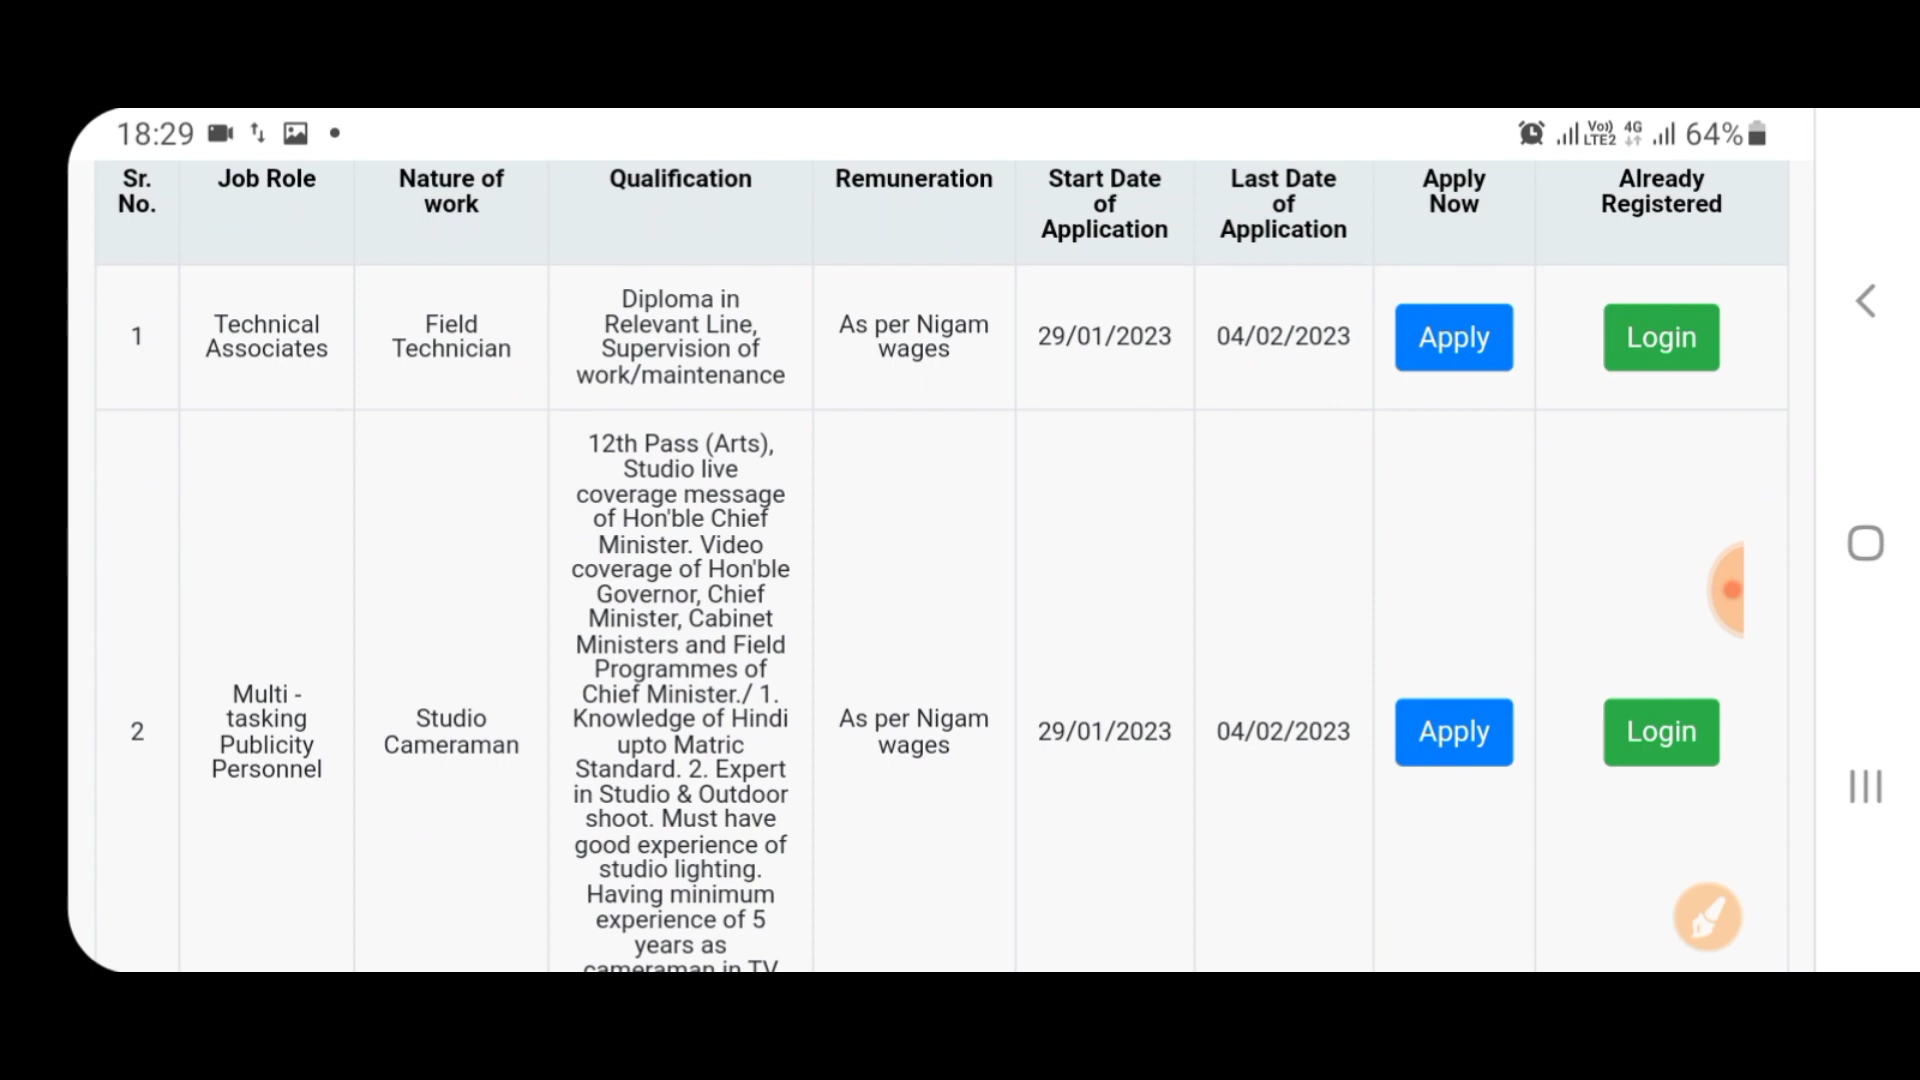 18:29
Vo)) LTE2 4G 64%
Sr. No.
Job Role
Nature of work
Qualification
Remuneration
Start Date of Application
Last Date of Application
Apply Now
Already Registered
1
Technical
Associates
Field
Technician
Diploma in
Relevant Line,
Supervision of
work/maintenance
As per Nigam
wages
29/01/2023
04/02/2023
Apply
Login
2
Multi -
tasking
Publicity
Personnel
Studio
Cameraman
12th Pass (Arts),
Studio live
coverage message
of Hon'ble Chief
Minister. Video
coverage of Hon'ble
Governor, Chief
Minister, Cabinet
Ministers and Field
Programmes of
Chief Minister./ 1.
Knowledge of Hindi
upto Matric
Standard. 2. Expert
in Studio & Outdoor
shoot. Must have
good experience of
studio lighting.
Having minimum
experience of 5
years as
cameraman in TV
As per Nigam
wages
29/01/2023
04/02/2023
Apply
Login